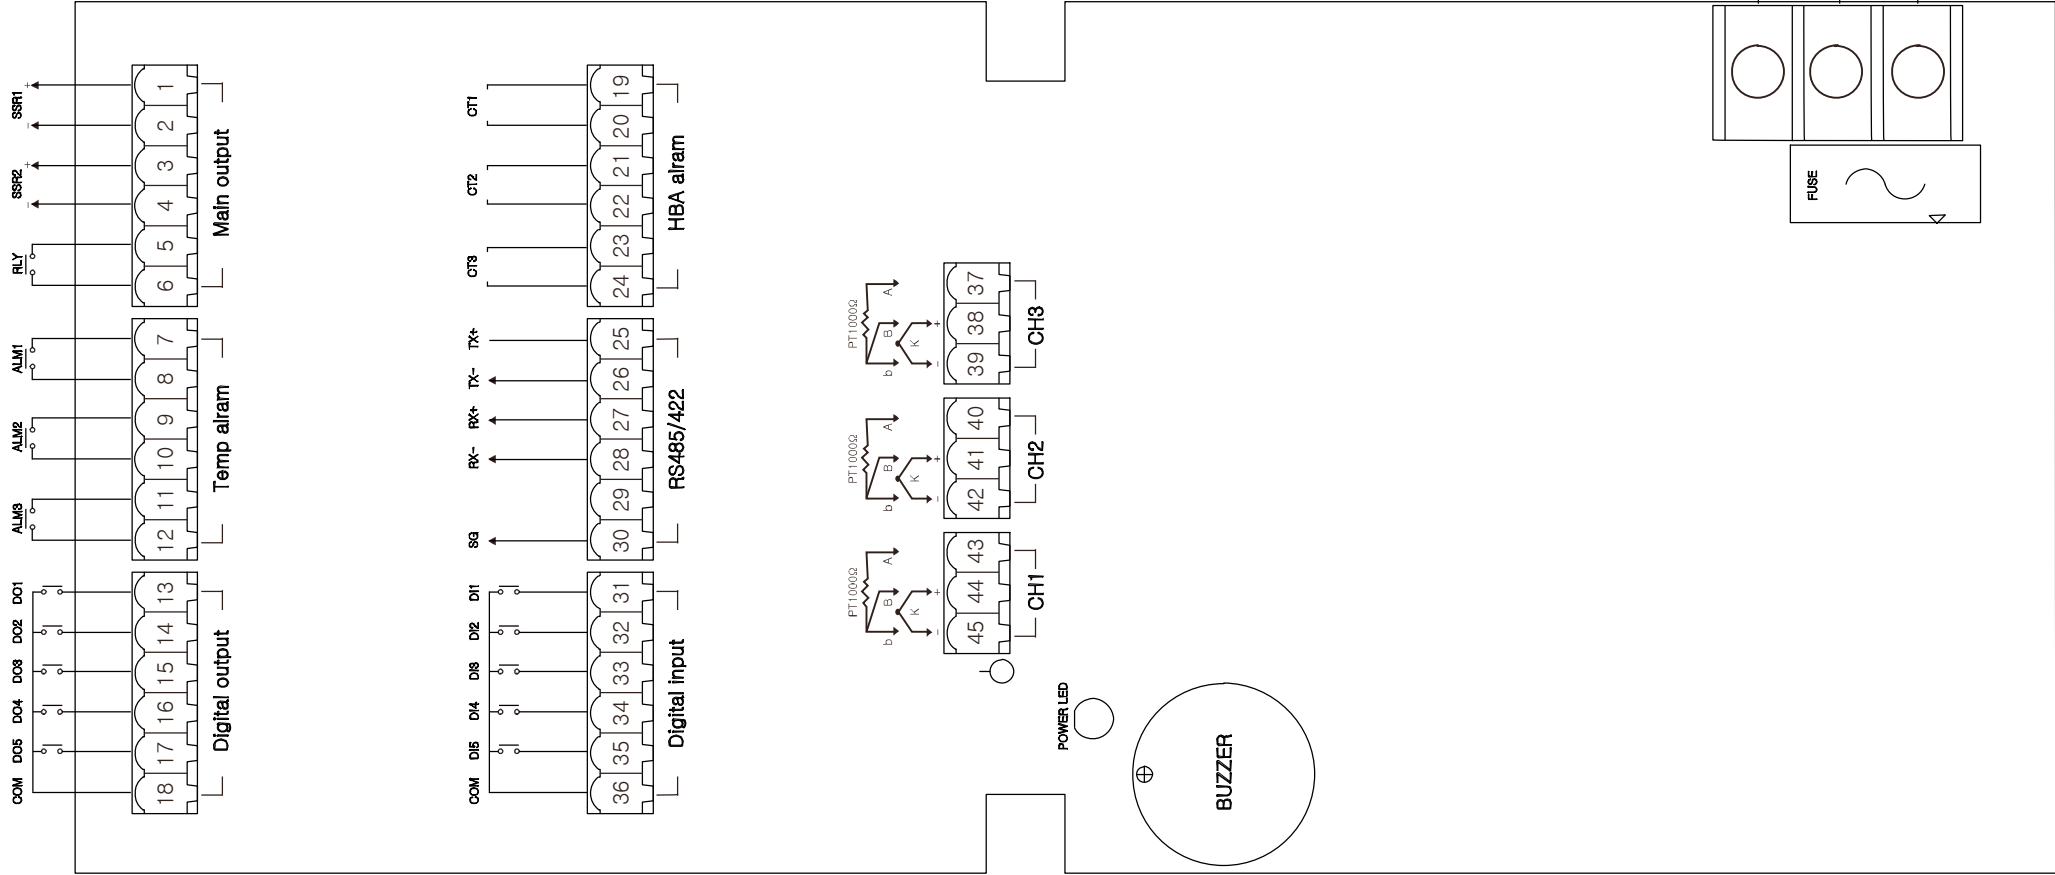 SSR1
+
-
SSR2
+
-
RLY
1
2
3
4
5
6
Main output
ALM1
ALM2
ALM3
7
8
9
10
11
12
Temp alram
DO1
DO2
DO3
DO4
DO5
COM
13
14
15
16
17
18
Digital output
CT1
CT2
CT3
19
20
21
22
23
24
HBA alram
TX+
TX-
RX+
RX-
SG
25
26
27
28
29
30
RS485/422
DI1
DI2
DI3
DI4
DI5
COM
31
32
33
34
35
36
Digital input
PT1000Ω
A
B
b
K
+
-
37
38
39
CH3
PT1000Ω
A
B
b
K
+
-
40
41
42
CH2
PT1000Ω
A
B
b
K
+
-
43
44
45
CH1
POWER LED
BUZZER
FUSE